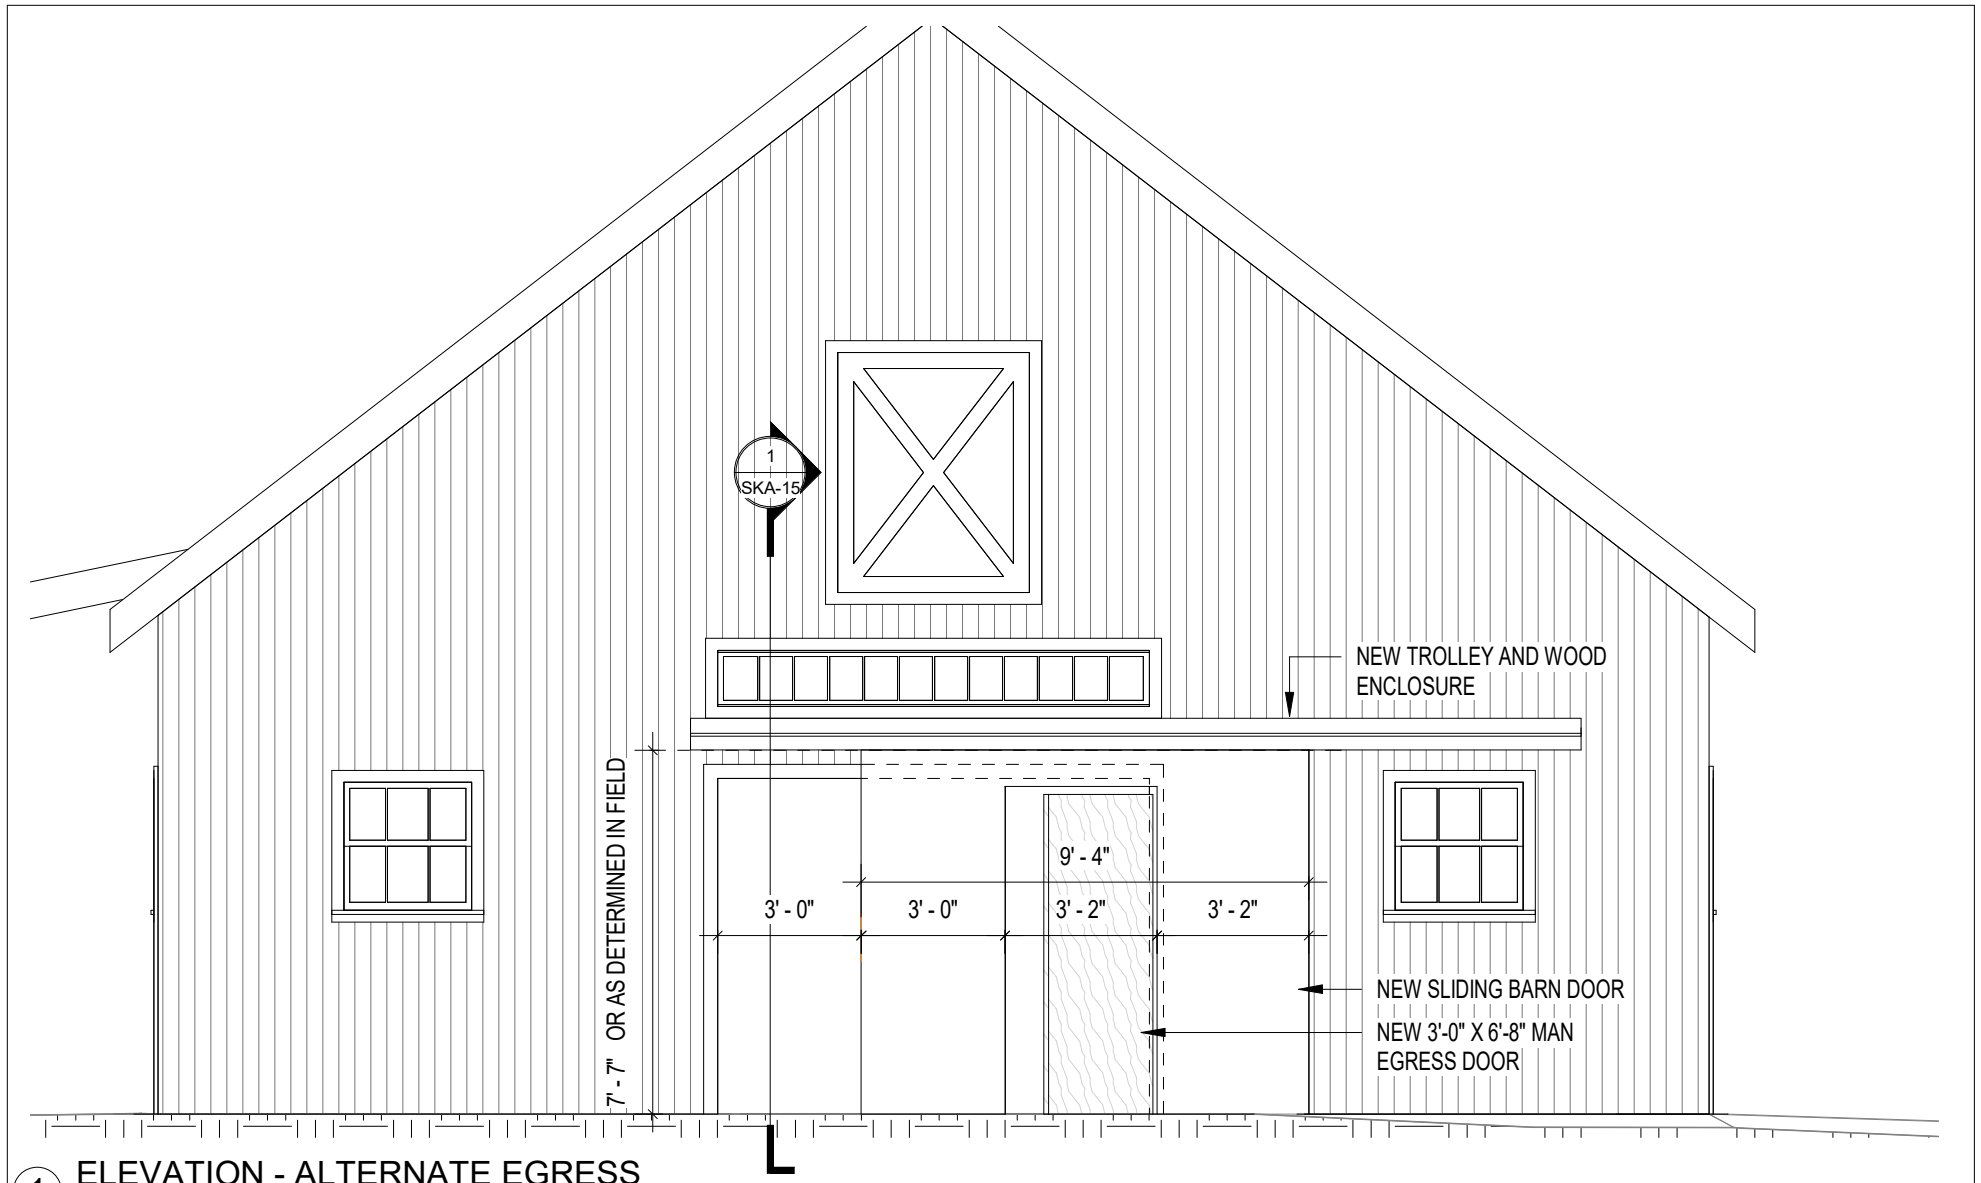 1
SKA-15
NEW TROLLEY AND WOOD
ENCLOSURE
7' - 7" OR AS DETERMINED IN FIELD
9' - 4"
3' - 0"
3' - 0"
3' - 2"
3' - 2"
NEW SLIDING BARN DOOR
NEW 3'-0" X 6'-8" MAN
EGRESS DOOR
ELEVATION - ALTERNATE EGRESS